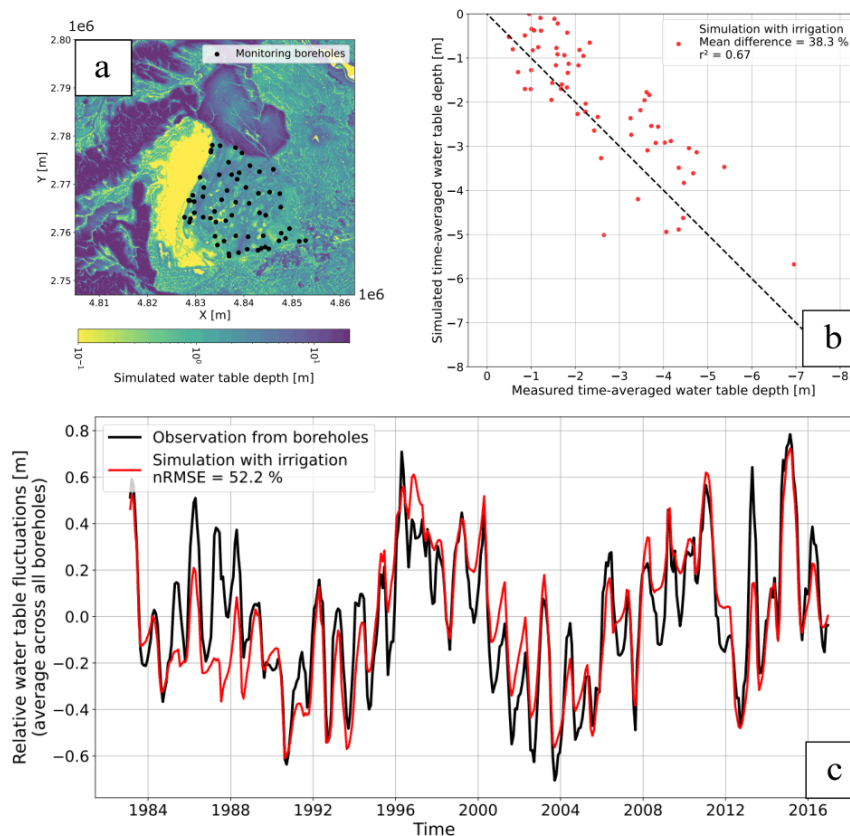 1e6
a
Monitoring boreholes
2.80
2.79
2.78
2.77
2.76
2.75
Y [m]
4.81 4.82 4.83 4.84 4.85 4.86
1e6
X [m]
10⁻¹ 10⁰ 10¹
Simulated water table depth [m]
Simulated time-averaged water table depth [m]
0
−1
−2
−3
−4
−5
−6
−7
−8
Simulation with irrigation
Mean difference = 38.3 %
r² = 0.67
b
0 −1 −2 −3 −4 −5 −6 −7 −8
Measured time-averaged water table depth [m]
Relative water table fluctuations [m]
(average across all boreholes)
0.8
0.6
0.4
0.2
0.0
−0.2
−0.4
−0.6
Observation from boreholes
Simulation with irrigation
nRMSE = 52.2 %
c
1984 1988 1992 1996 2000 2004 2008 2012 2016
Time